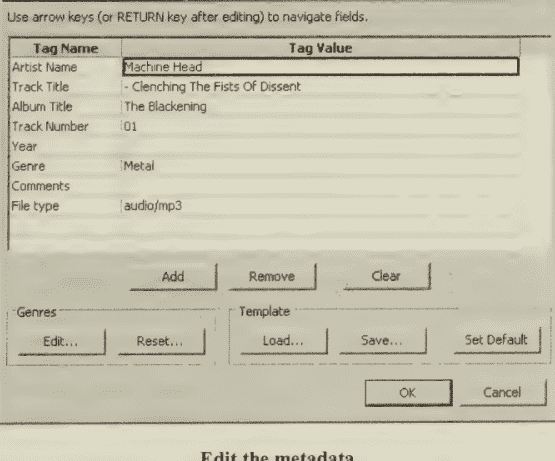 Use arrow keys (or RETURN key after editing) to navigate fields.
Tag Name Tag Value
Artist Name Machine Head
Track Title - Clenching The Fists Of Dissent
Album Title The Blackening
Track Number 01
Year
Genre Metal
Comments
File type audio/mp3
Add Remove Clear
Genres Template
Edit... Reset... Load... Save... Set Default
OK Cancel
Edit the metadata